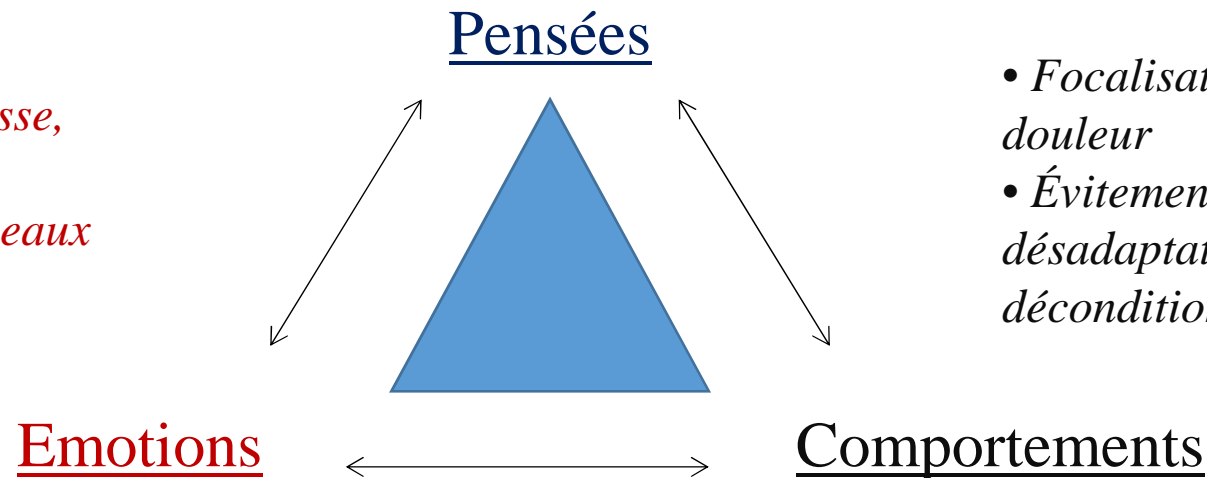 Pensées
sse,
eaux
• Focalisat
douleur
• Évitemen
désadaptat
déconditio
Emotions
Comportements